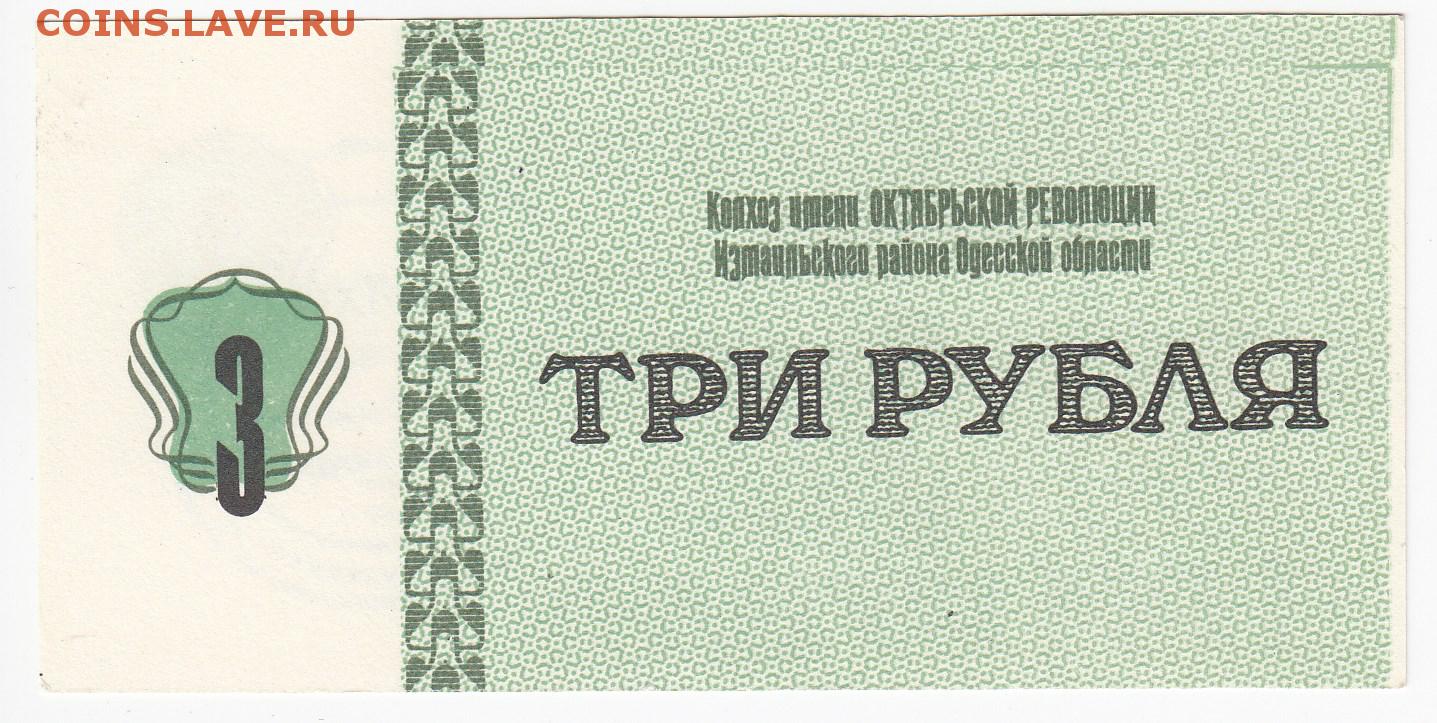 COINS.LAVE.RU
Колхоз имени ОКТЯБРЬСКОЙ РЕВОЛЮЦИИ
Измаильского района Одесской области
ТРИ РУБЛЯ
3